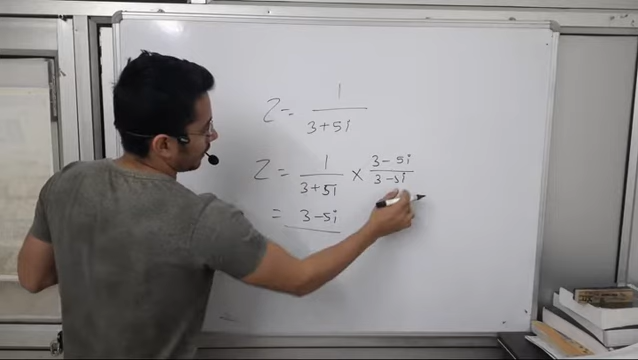 Z = 1/3+5i
Z = 1/3+5i × 3-5i/3-5i
= 3-5i